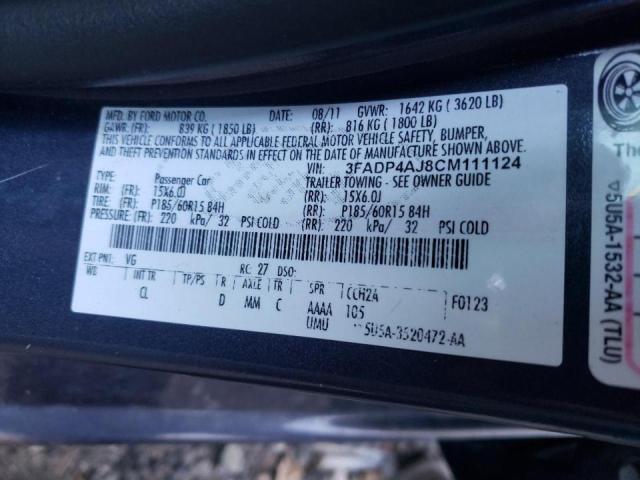 MFD. BY FORD MOTOR CO. DATE: 08/11 GVWR: 1642 KG ( 3620 LB)
GAWR: (FR): 839 KG ( 1850 LB) (RR): 816 KG ( 1800 LB)
THIS VEHICLE CONFORMS TO ALL APPLICABLE FEDERAL MOTOR VEHICLE SAFETY, BUMPER,
AND THEFT PREVENTION STANDARDS IN EFFECT ON THE DATE OF MANUFACTURE SHOWN ABOVE.
VIN: 3FADP4AJ8CM111124
TYPE: Passenger Car TRAILER TOWING - SEE OWNER GUIDE
RIM: (FR): 15X6.0J (RR): 15X6.0J
TIRE: (FR): P185/60R15 84H (RR): P185/60R15 84H
PRESSURE: (FR): 220 kPa/ 32 PSI COLD (RR): 220 kPa/ 32 PSI COLD
EXT PNT: VG RC: 27 DSO:
WB INT TR TP/PS R AXLE TR SPR CCH2A
CL D MM C AAAA 105 F0123
UMU 5U5A-3520472-AA
5U5A-1532-AA (TLU)